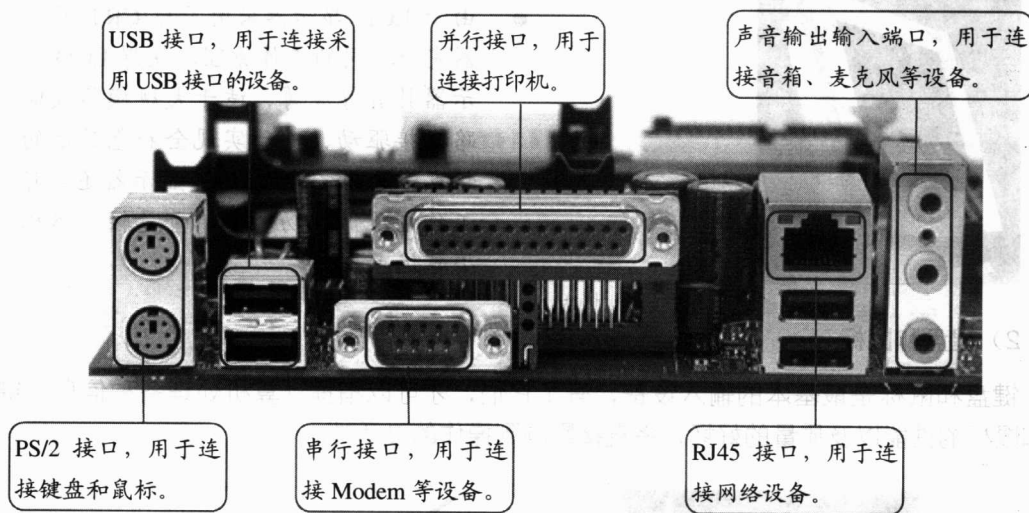 USB 接口，用于连接采
用 USB 接口的设备。
并行接口，用于
连接打印机。
声音输出输入端口，用于连
接音箱、麦克风等设备。
2）
PS/2 接口，用于连
接键盘和鼠标。
串行接口，用于连
接 Modem 等设备。
RJ45 接口，用于连
接网络设备。